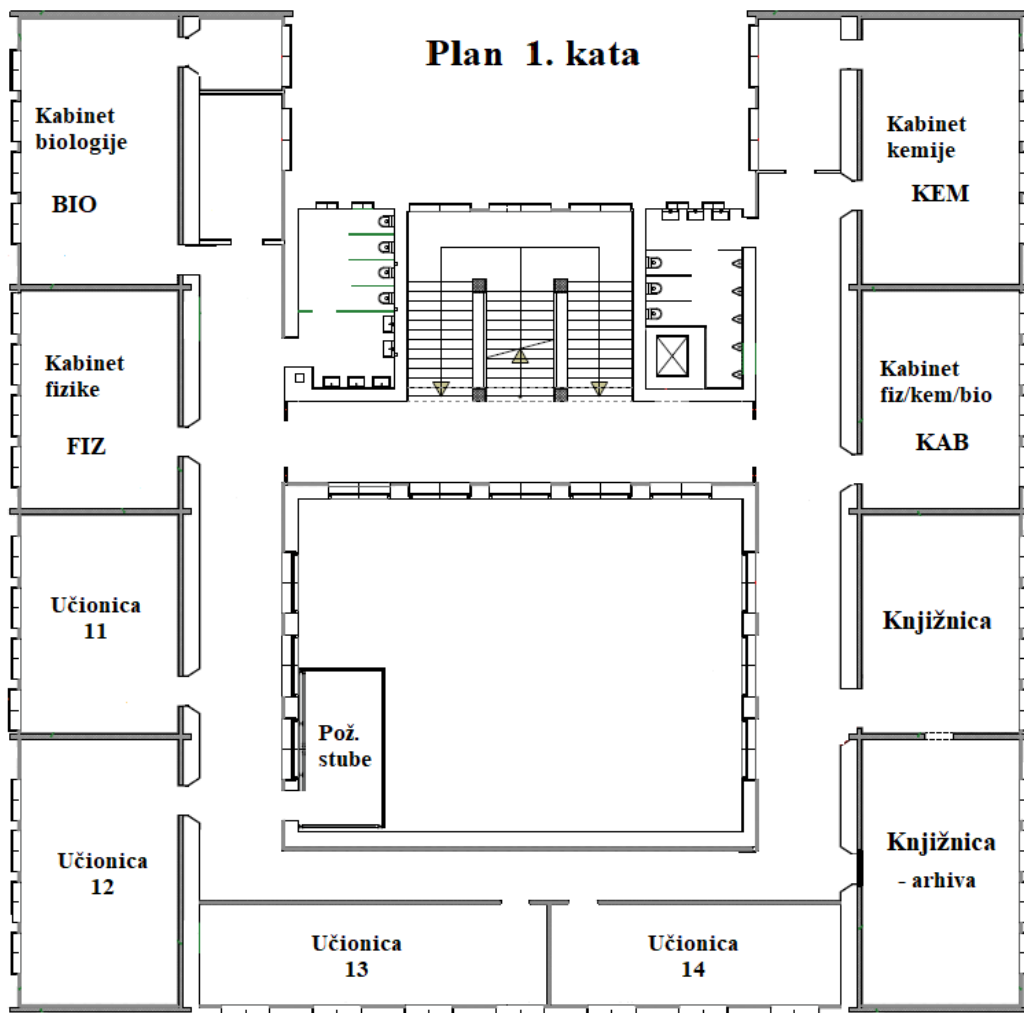 Plan 1. kata
Kabinet
biologije
BIO
Kabinet
kemije
KEM
Kabinet
fizike
FIZ
Kabinet
fiz/kem/bio
KAB
Učionica
11
Knjižnica
Pož.
stube
Učionica
12
Knjižnica
- arhiva
Učionica
13
Učionica
14